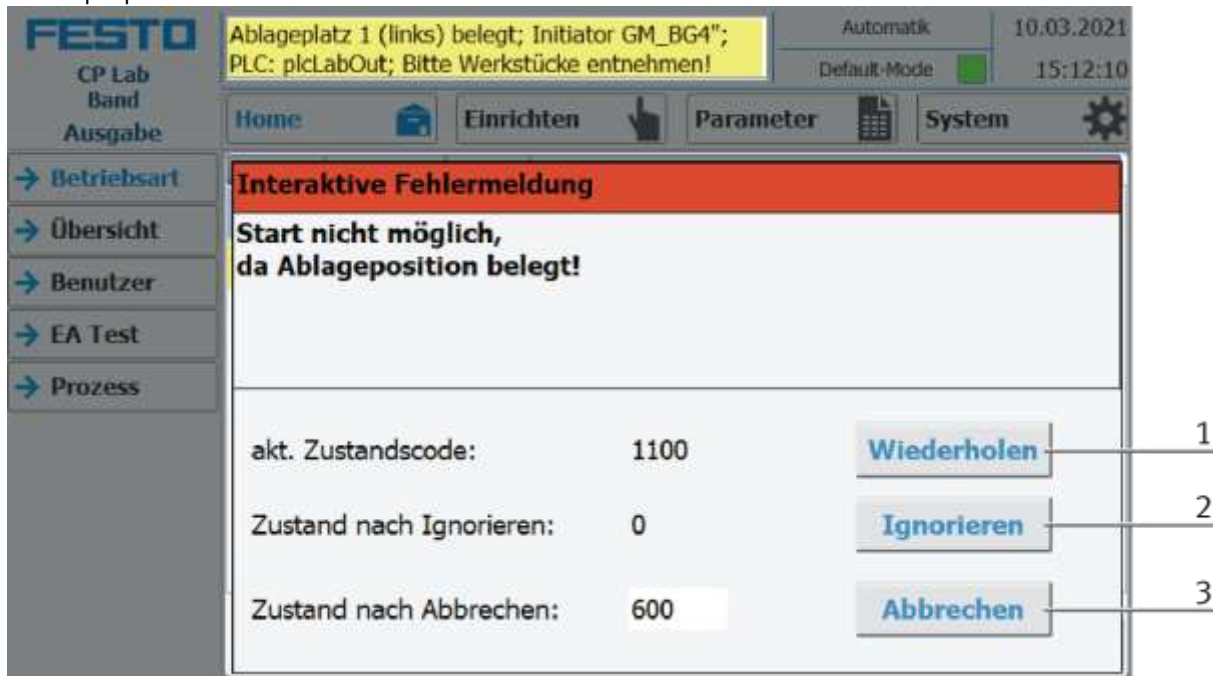 FESTO
CP Lab
Band
Ausgabe
Ablageplatz 1 (links) belegt; Initiator GM_BG4";
PLC: plcLabOut; Bitte Werkstücke entnehmen!
Automatik
10.03.2021
Default-Mode
15:12:10
Home
Einrichten
Parameter
System
Betriebsart
Übersicht
Benutzer
EA Test
Prozess
Interaktive Fehlermeldung
Start nicht möglich,
da Ablageposition belegt!
akt. Zustandscode: 1100 Wiederholen 1
Zustand nach Ignorieren: 0 Ignorieren 2
Zustand nach Abbrechen: 600 Abbrechen 3